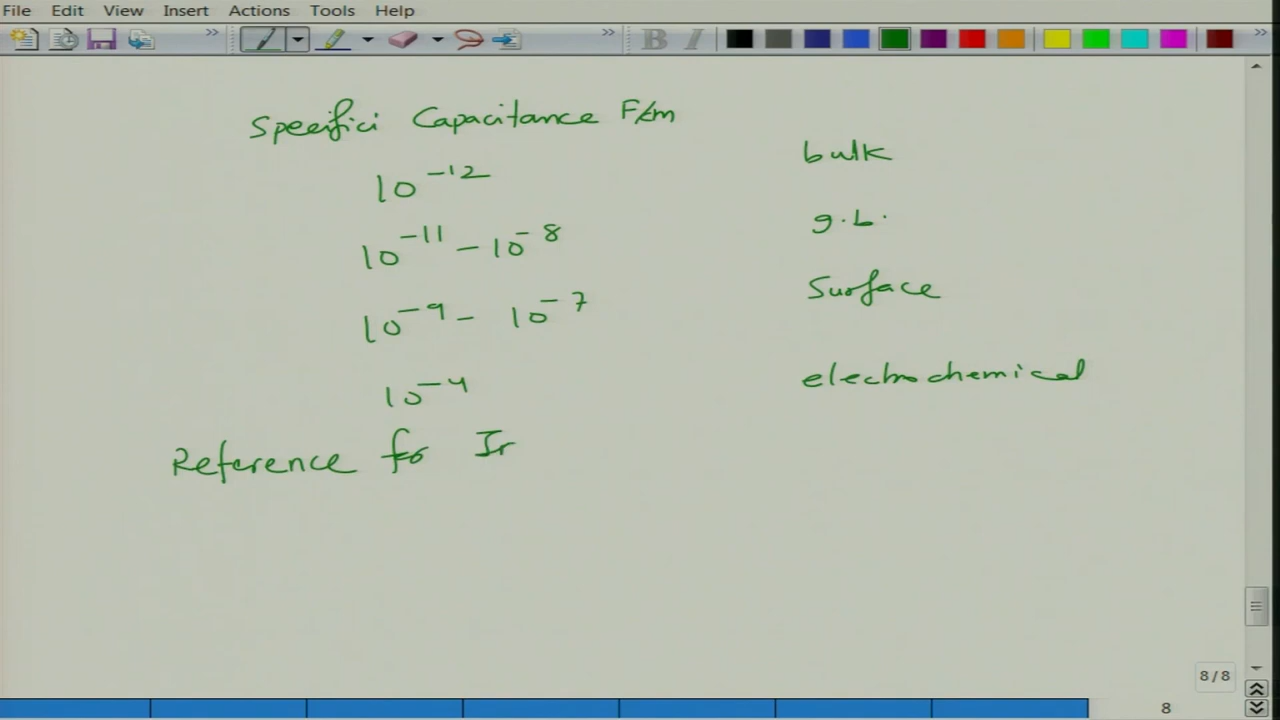 File Edit View Insert Actions Tools Help
B I
Specifici Capacitance F/cm
10⁻¹² bulk
10⁻¹¹ – 10⁻⁸ g.b.
10⁻⁹ – 10⁻⁷ Surface
10⁻⁴ electrochemical
Reference for Ir
8/8
8